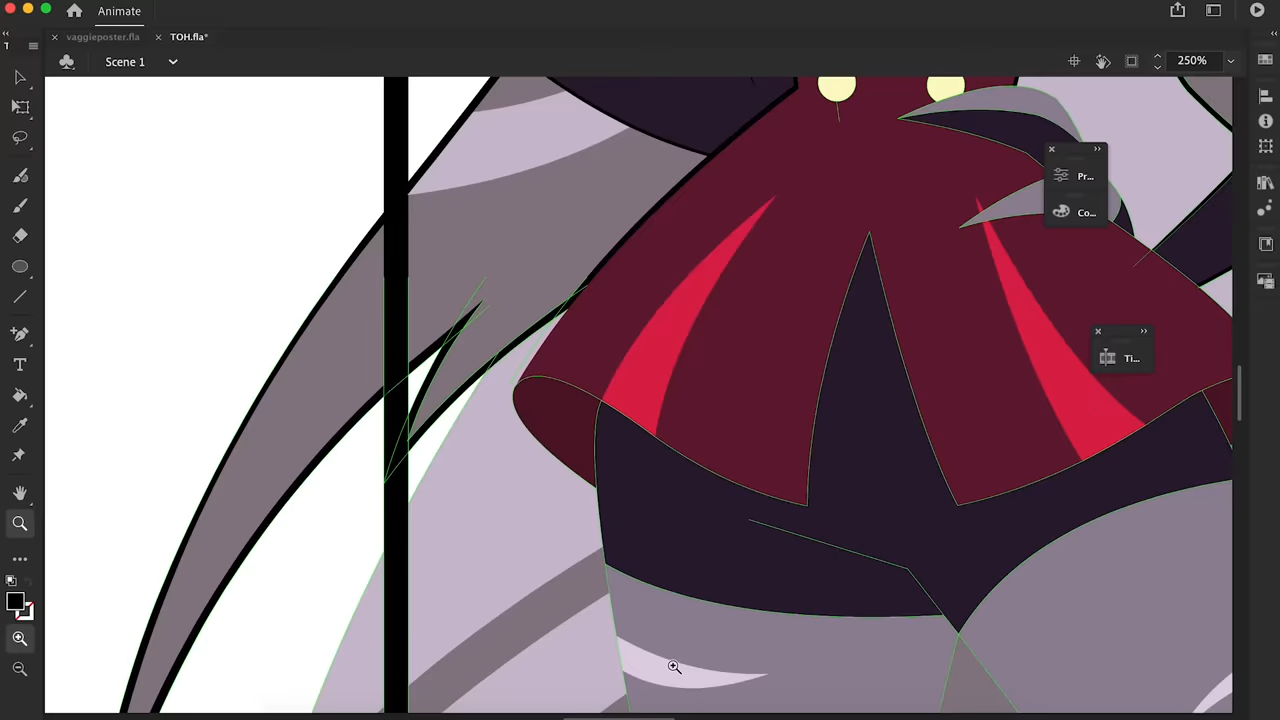 Animate
vaggieposter.fla
TOH.fla*
Scene 1
250%
T
Pr...
Co...
Ti...